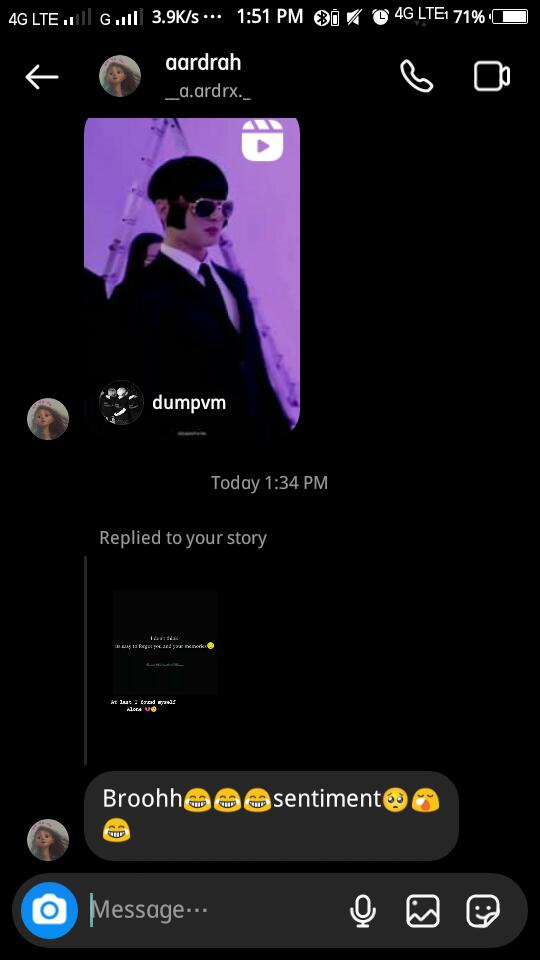 4G LTE G 3.9K/s ··· 1:51 PM 4G LTE 71%
aardrah
__a.ardrx._
dumpvm
Today 1:34 PM
Replied to your story
I don't think
its easy to forget you and your memories😔
At last I found myself
Alone 💔🙂
Broohh😂😂😂sentiment🥺😪
😂
Message···